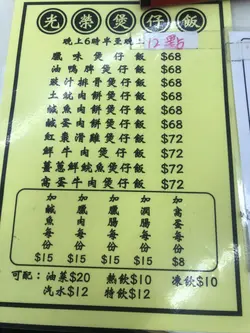 光榮煲仔飯
晚上6時半至晚上12點
臘味煲仔飯 $68
油鴨脾煲仔飯 $68
豉汁排骨煲仔飯 $68
土魷肉餅煲仔飯 $68
鹹魚肉餅煲仔飯 $68
鹹蛋肉餅煲仔飯 $68
紅棗滑雞煲仔飯 $72
鮮牛肉煲仔飯 $72
薑蔥鮮魷魚煲仔飯 $72
窩蛋牛肉煲仔飯 $72
加鹹魚每份 $15
加臘肉每份 $15
加臘腸每份 $15
加潤腸每份 $15
加窩蛋每份 $8
可配：油菜$20 熱飲$10 凍飲$10
汽水$12 特飲$12